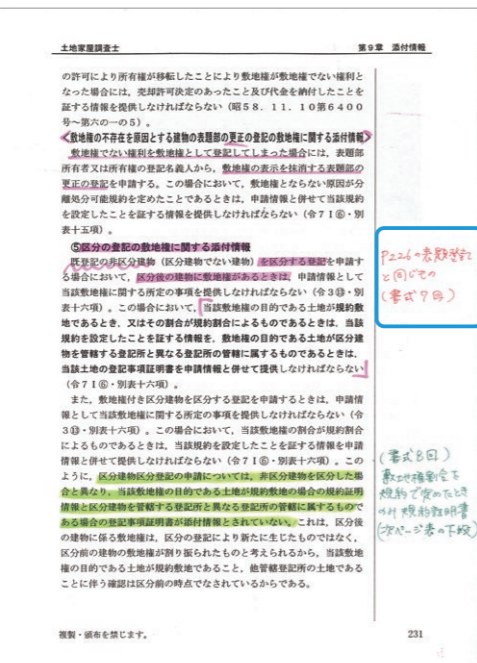 土地家屋調査士
第9章 添付情報
の許可により所有権が移転したことにより敷地権が敷地権でない権利と
なった場合には，売却許可決定のあったこと及び代金を納付したことを
証する情報を提供しなければならない（昭58．11．10第6400
号～第六の一の5）。
＜敷地権の不存在を原因とする建物の表題部の更正の登記の敷地権に関する添付情報＞
敷地権でない権利を敷地権として登記してしまった場合には，表題部
所有者又は所有権の登記名義人から，敷地権の表示を抹消する表題部の
更正の登記を申請する。この場合において，敷地権とならない原因が分
離処分可能規約を定めたことであるときは，申請情報と併せて当該規約
を設定したことを証する情報を提供しなければならない（令7Ⅰ⑥・別
表十五項）。
⑤区分の登記の敷地権に関する添付情報
既登記の非区分建物（区分建物でない建物）を区分する登記を申請す
る場合において，区分後の建物に敷地権があるときは，申請情報として
当該敷地権に関する所定の事項を提供しなければならない（令3⑬・別
表十六項）。この場合において，「当該敷地権の目的である土地が規約敷
地であるとき，又はその割合が規約割合によるものであるときは，当該
規約を設定したことを証する情報を，敷地権の目的である土地が区分建
物を管轄する登記所と異なる登記所の管轄に属するものであるときは，
当該土地の登記事項証明書を申請情報と併せて提供しなければならない」
（令7Ⅰ⑥・別表十六項）。
また，敷地権付き区分建物を区分する登記を申請するときは，申請情
報として当該敷地権に関する所定の事項を提供しなければならない（令
3⑬・別表十六項）。この場合において，当該敷地権の割合が規約割合
によるものであるときは，当該規約を設定したことを証する情報を申請
情報と併せて提供しなければならない（令7Ⅰ⑥・別表十六項）。この
ように，区分建物区分登記の申請については，非区分建物を区分した場
合と異なり，当該敷地権の目的である土地が規約敷地の場合の規約証明
情報と区分建物を管轄する登記所と異なる登記所の管轄に属するもので
ある場合の登記事項証明書が添付情報とされていない。これは，区分後
の建物に係る敷地権は，区分の登記により新たに生じたものではなく，
区分前の建物の敷地権が割り振られたものと考えられるから，当該敷地
権の目的である土地が規約敷地であること，他管轄登記所の土地である
ことに伴う確認は区分前の時点でなされているからである。
P226の表題登記
と同じもの
（書式7回）
（書式8回）
敷地権割合を
規約で定めたとき
のみ規約証明書
（次ページ表の下段）
複製・頒布を禁じます。
231